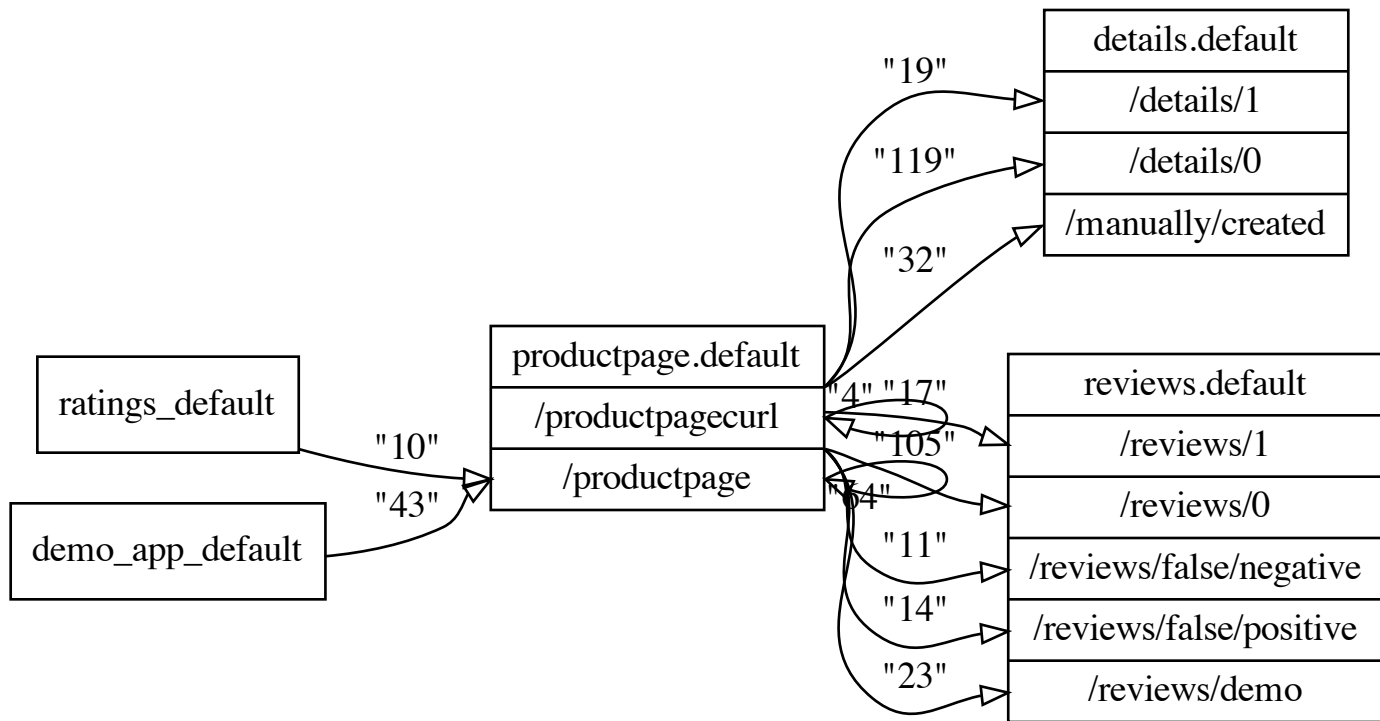 ratings_default
demo_app_default
"10"
"43"
productpage.default
/productpagecurl
/productpage
"19"
"119"
"32"
"4"
"17"
"105"
"11"
"14"
"23"
details.default
/details/1
/details/0
/manually/created
reviews.default
/reviews/1
/reviews/0
/reviews/false/negative
/reviews/false/positive
/reviews/demo